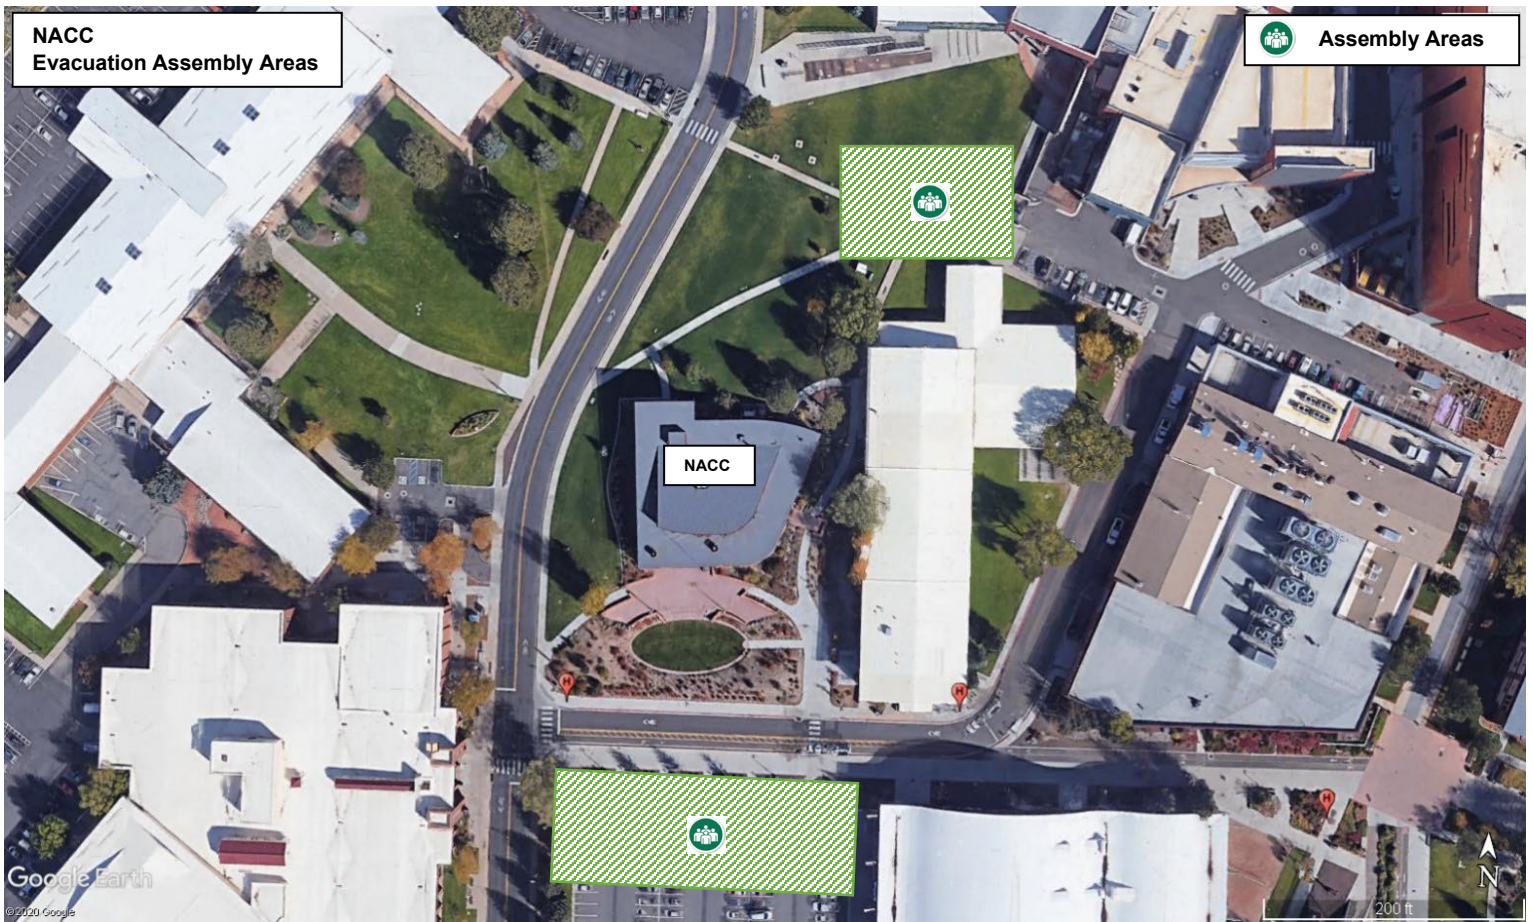 NACC
Evacuation Assembly Areas
Assembly Areas
NACC
H
H
H
Google Earth
©2020 Google
N
200 ft